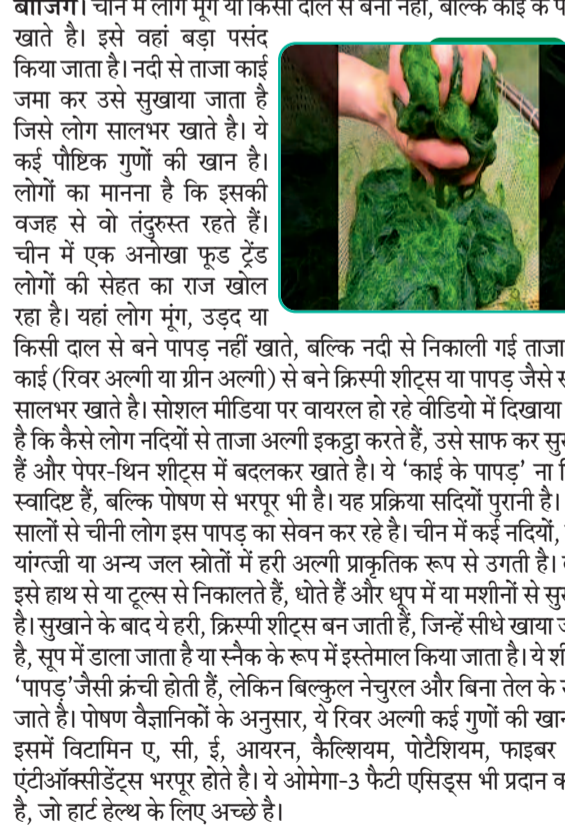 बीजिंग। चीन में लोग मूंग या किसी दाल से बना नहीं, बल्कि काई के
खाते है। इसे वहां बड़ा पसंद
किया जाता है। नदी से ताजा काई
जमा कर उसे सुखाया जाता है
जिसे लोग सालभर खाते है। ये
कई पौष्टिक गुणों की खान है।
लोगों का मानना है कि इसकी
वजह से वो तंदुरुस्त रहते हैं।
चीन में एक अनोखा फूड ट्रेंड
लोगों की सेहत का राज खोल
रहा है। यहां लोग मूंग, उड़द या
किसी दाल से बने पापड़ नहीं खाते, बल्कि नदी से निकाली गई ताजा
काई (रिवर अल्गी या ग्रीन अल्गी) से बने क्रिस्पी शीट्स या पापड़ जैसे
सालभर खाते है। सोशल मीडिया पर वायरल हो रहे वीडियो में दिखाया
है कि कैसे लोग नदियों से ताजा अल्गी इकट्ठा करते हैं, उसे साफ कर
हैं और पेपर-थिन शीट्स में बदलकर खाते है। ये ‘काई के पापड़’ ना
स्वादिष्ट हैं, बल्कि पोषण से भरपूर भी है। यह प्रक्रिया सदियों पुरानी है।
सालों से चीनी लोग इस पापड़ का सेवन कर रहे है। चीन में कई नदियों,
यांग्त्ज़ी या अन्य जल स्रोतों में हरी अल्गी प्राकृतिक रूप से उगती है।
इसे हाथ से या टूल्स से निकालते हैं, धोते हैं और धूप में या मशीनों से
है। सुखाने के बाद ये हरी, क्रिस्पी शीट्स बन जाती हैं, जिन्हें सीधे खाया
है, सूप में डाला जाता है या स्नैक के रूप में इस्तेमाल किया जाता है। ये
‘पापड़’ जैसी क्रंची होती हैं, लेकिन बिल्कुल नेचुरल और बिना तेल के
जाते है। पोषण वैज्ञानिकों के अनुसार, ये रिवर अल्गी कई गुणों की
इसमें विटामिन ए, सी, ई, आयरन, कैल्शियम, पोटैशियम, फाइबर
एंटीऑक्सीडेंट्स भरपूर होते है। ये ओमेगा-3 फैटी एसिड्स भी प्रदान
है, जो हार्ट हेल्थ के लिए अच्छे है।